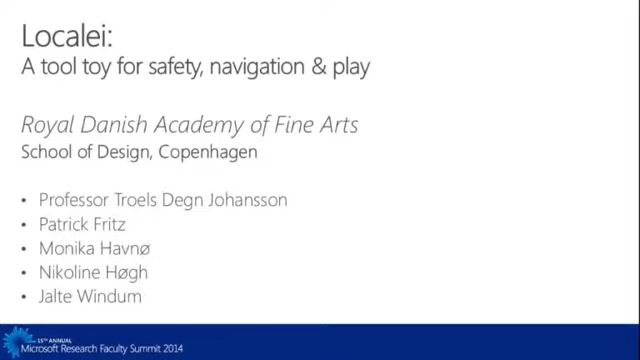 Localei:
A tool toy for safety, navigation & play
Royal Danish Academy of Fine Arts
School of Design, Copenhagen
• Professor Troels Degn Johansson
• Patrick Fritz
• Monika Havnø
• Nikoline Høgh
• Jalte Windum
15TH ANNUAL
Microsoft Research Faculty Summit 2014